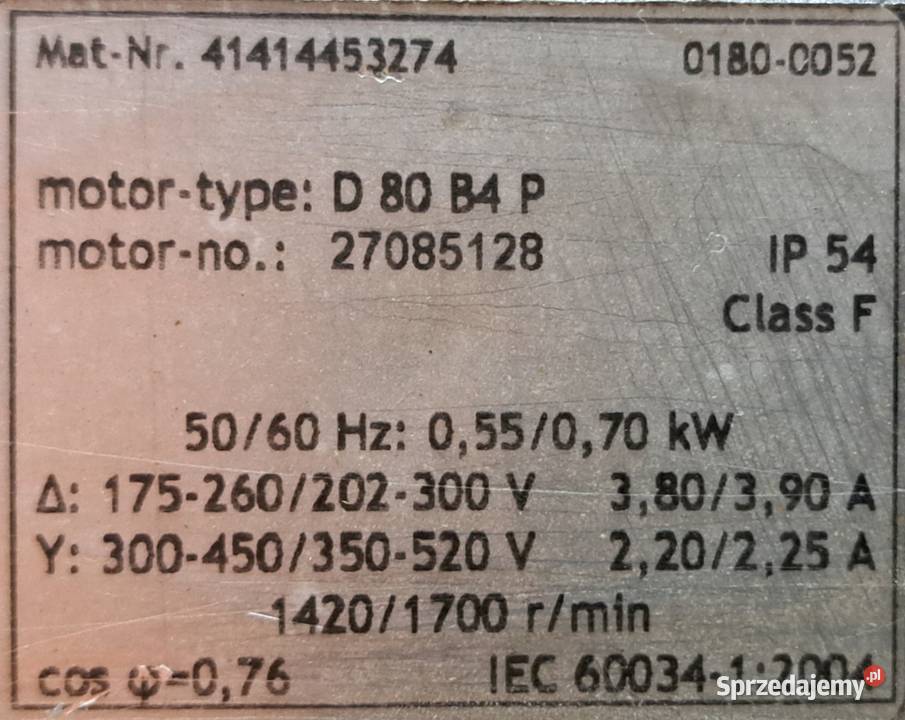 Mat-Nr. 41414453274 0180-0052
motor-type: D 80 B4 P
motor-no.: 27085128 IP 54
Class F
50/60 Hz: 0,55/0,70 kW
Δ: 175-260/202-300 V 3,80/3,90 A
Y: 300-450/350-520 V 2,20/2,25 A
1420/1700 r/min
cos φ=0,76 IEC 60034-1:2004
Sprzedajemy.pl